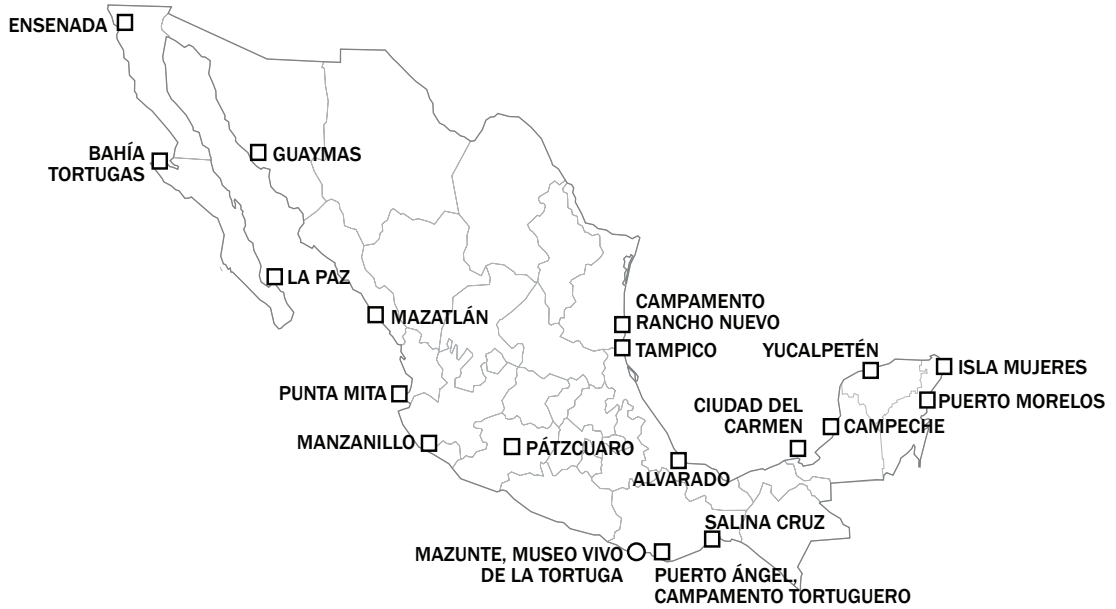 ENSENADA
BAHÍA
TORTUGAS
GUAYMAS
LA PAZ
MAZATLÁN
CAMPAMENTO
RANCHO NUEVO
TAMPICO
YUCALPETÉN
ISLA MUJERES
PUNTA MITA
CIUDAD DEL
CARMEN
PUERTO MORELOS
CAMPECHE
MANZANILLO
PÁTZCUARO
ALVARADO
SALINA CRUZ
MAZUNTE, MUSEO VIVO
DE LA TORTUGA
PUERTO ÁNGEL,
CAMPAMENTO TORTUGUERO